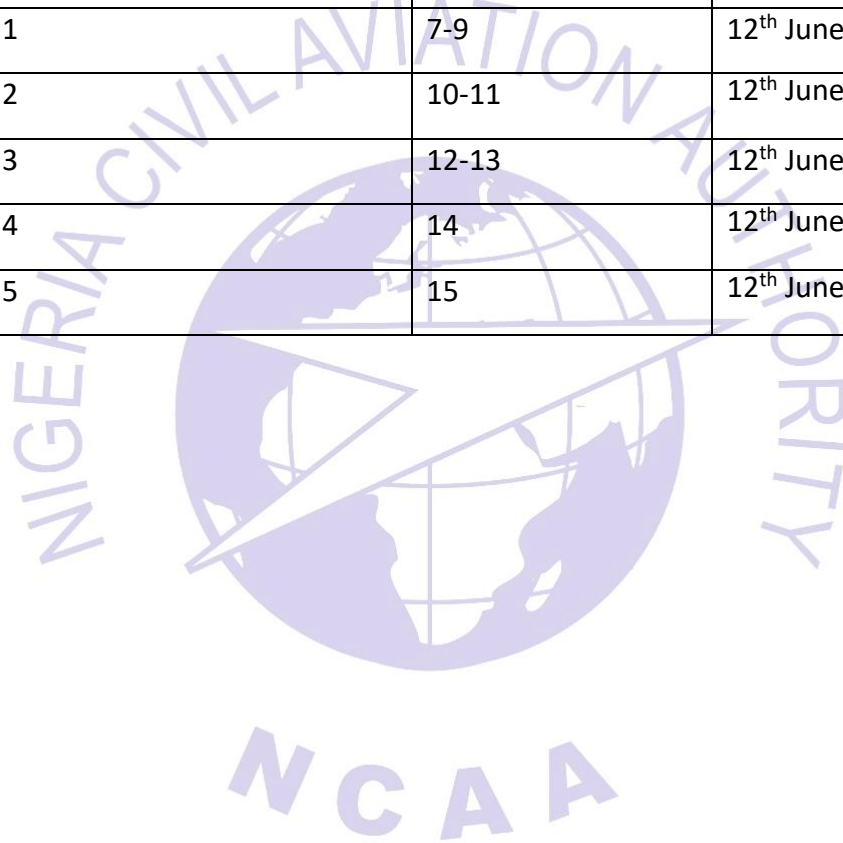 1 7-9 12th June
2 10-11 12th June
3 12-13 12th June
4 14 12th June
5 15 12th June
NIGERIA CIVIL AVIATION AUTHORITY
NCAA